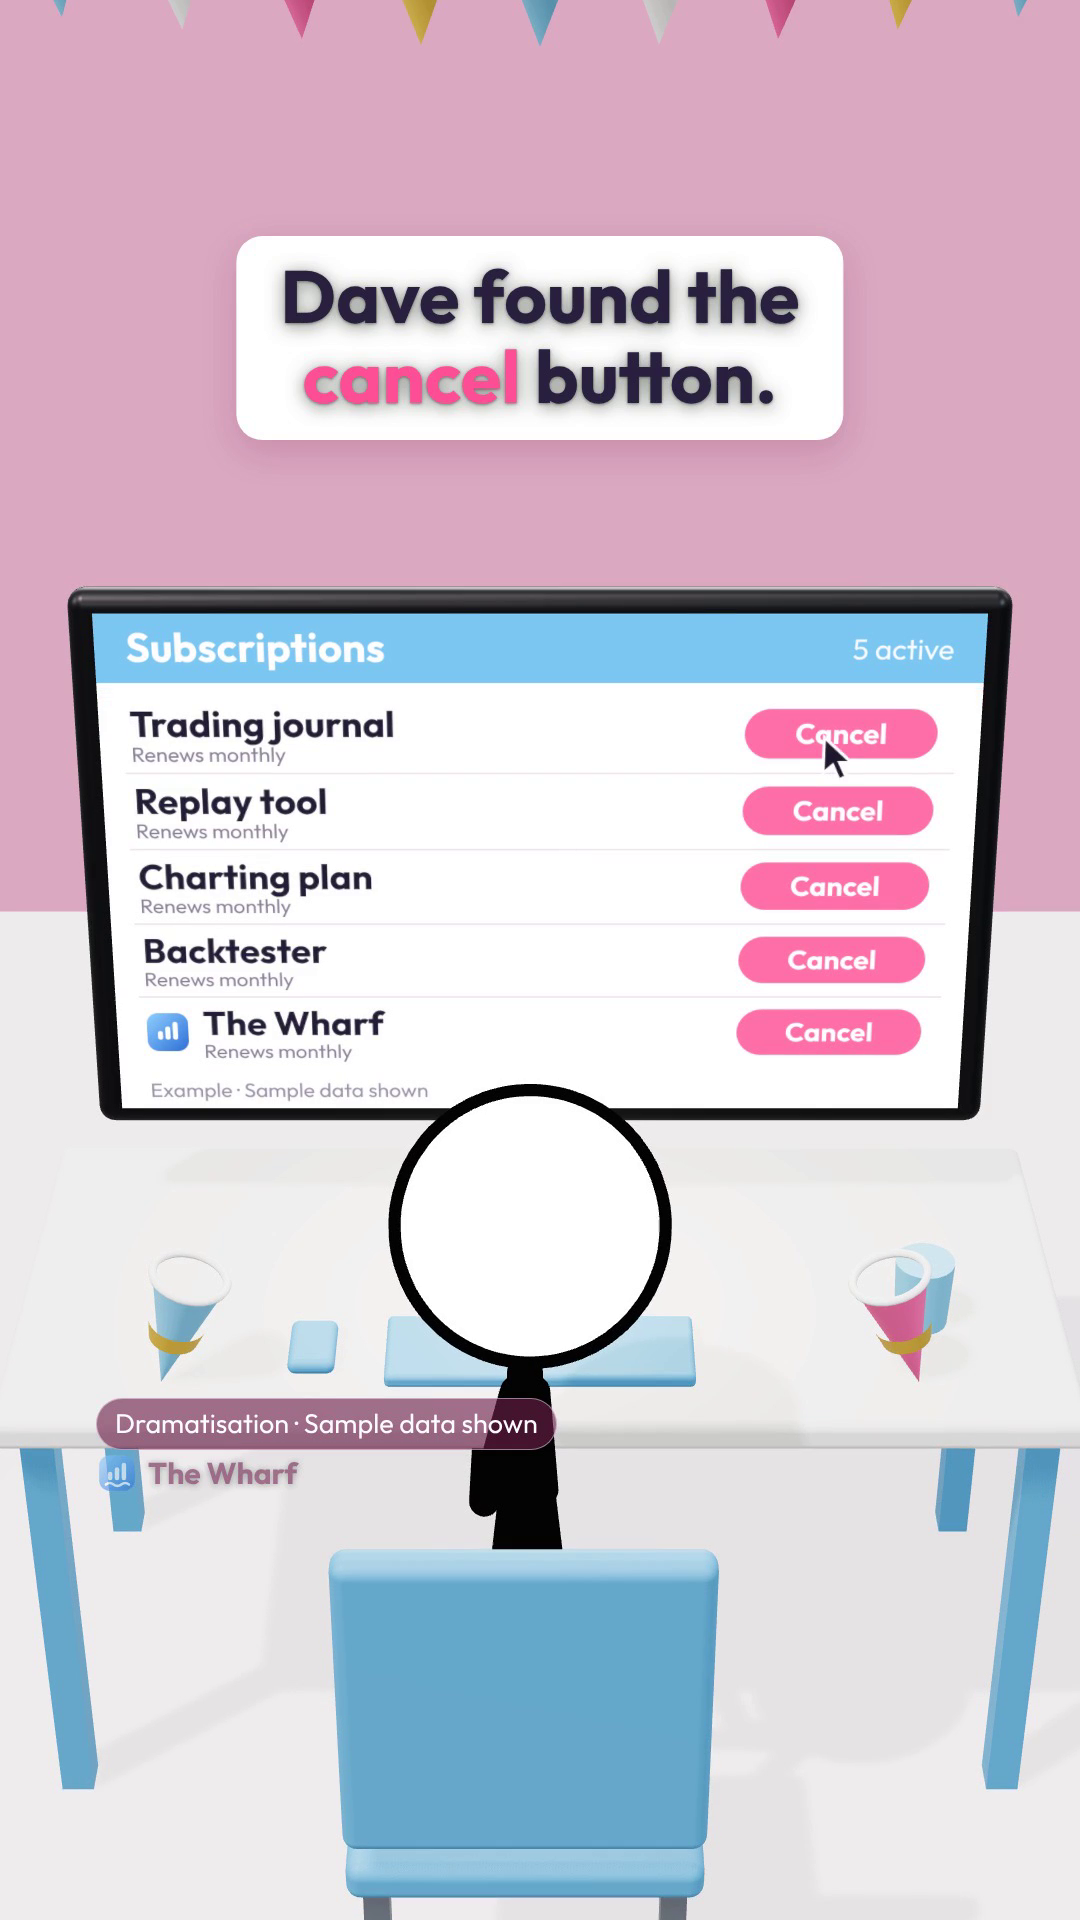 Dave found the
cancel button.
Subscriptions
5 active
Trading journal
Renews monthly
Cancel
Replay tool
Renews monthly
Cancel
Charting plan
Renews monthly
Cancel
Backtester
Renews monthly
Cancel
The Wharf
Renews monthly
Cancel
Example · Sample data shown
Dramatisation · Sample data shown
The Wharf